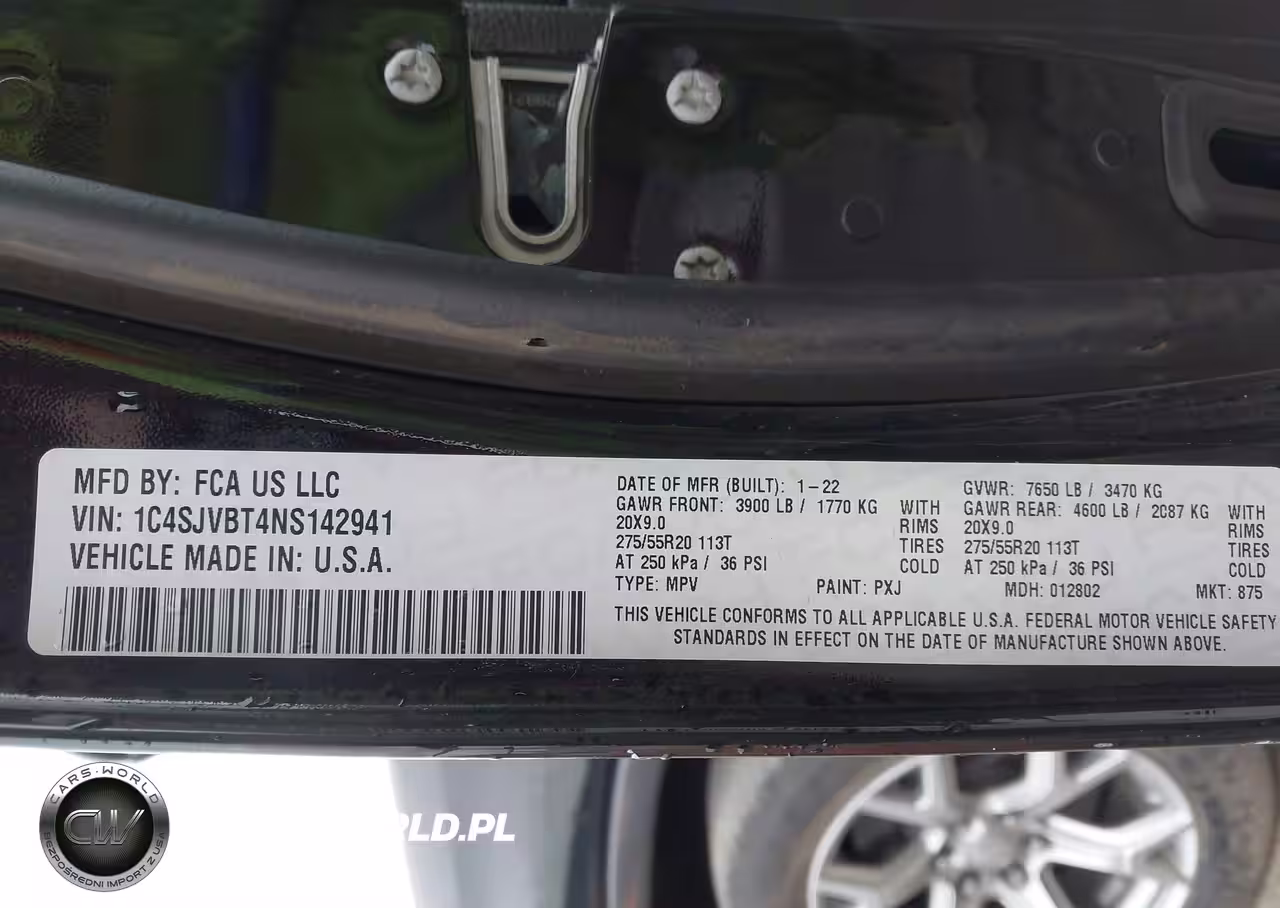 MFD BY: FCA US LLC
VIN: 1C4SJVBT4NS142941
VEHICLE MADE IN: U.S.A.
DATE OF MFR (BUILT): 1-22
GAWR FRONT: 3900 LB / 1770 KG WITH
20X9.0 RIMS
275/55R20 113T TIRES
AT 250 kPa / 36 PSI COLD
GVWR: 7650 LB / 3470 KG
GAWR REAR: 4600 LB / 2087 KG WITH
20X9.0 RIMS
275/55R20 113T TIRES
AT 250 kPa / 36 PSI COLD
TYPE: MPV PAINT: PXJ MDH: 012802 MKT: 875
THIS VEHICLE CONFORMS TO ALL APPLICABLE U.S.A. FEDERAL MOTOR VEHICLE SAFETY
STANDARDS IN EFFECT ON THE DATE OF MANUFACTURE SHOWN ABOVE.
CARS-WORLD
CW
BEZPOŚREDNI IMPORT Z USA
RLD.PL